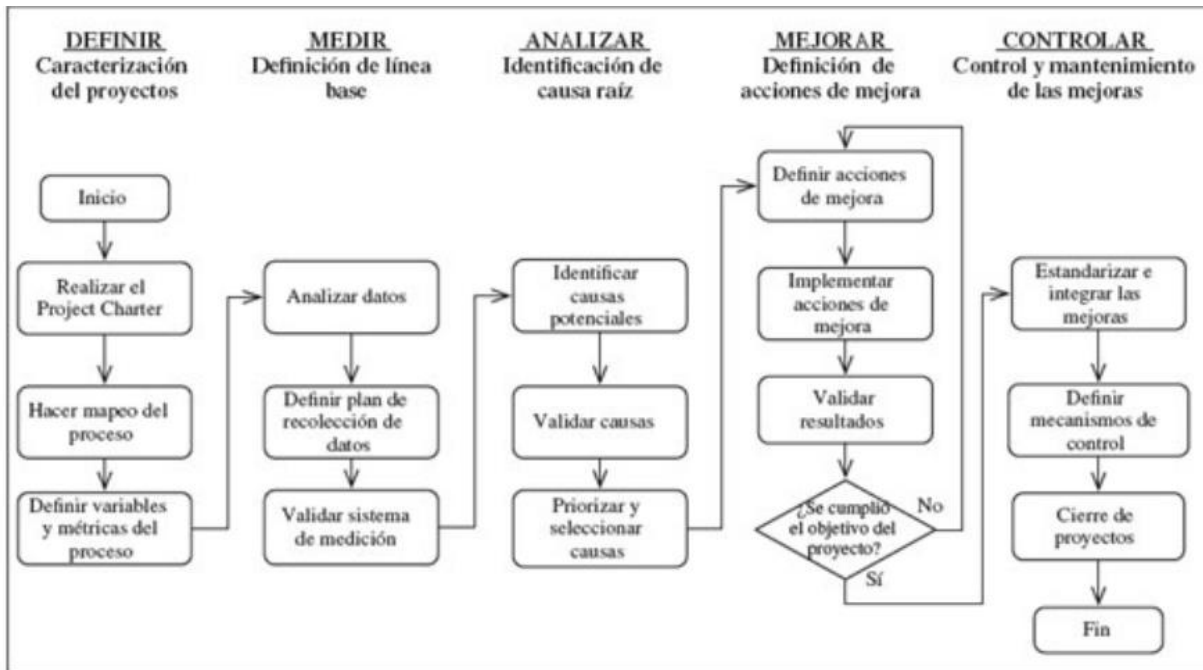 DEFINIR
Caracterización
del proyectos
MEDIR
Definición de línea
base
ANALIZAR
Identificación de
causa raíz
MEJORAR
Definición de
acciones de mejora
CONTROLAR
Control y mantenimiento
de las mejoras
Inicio
Realizar el
Project Charter
Hacer mapeo del
proceso
Definir variables
y métricas del
proceso
Analizar datos
Definir plan de
recolección de
datos
Validar sistema
de medición
Identificar
causas
potenciales
Validar causas
Priorizar y
seleccionar
causas
Definir acciones
de mejora
Implementar
acciones de
mejora
Validar
resultados
¿Se cumplió
el objetivo del
proyecto?
No
Sí
Estandarizar e
integrar las
mejoras
Definir
mecanismos de
control
Cierre de
proyectos
Fin